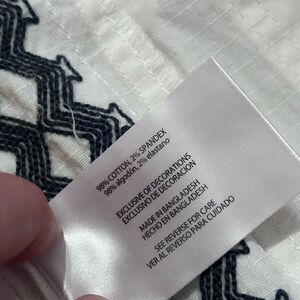 98% COTTON, 2% SPANDEX
98% algodón, 2% elastano
EXCLUSIVE OF DECORATIONS
EXCLUSIVO DE DECORACION
MADE IN BANGLADESH
HECHO EN BANGLADESH
SEE REVERSE FOR CARE
VER AL REVERSO PARA CUIDADO